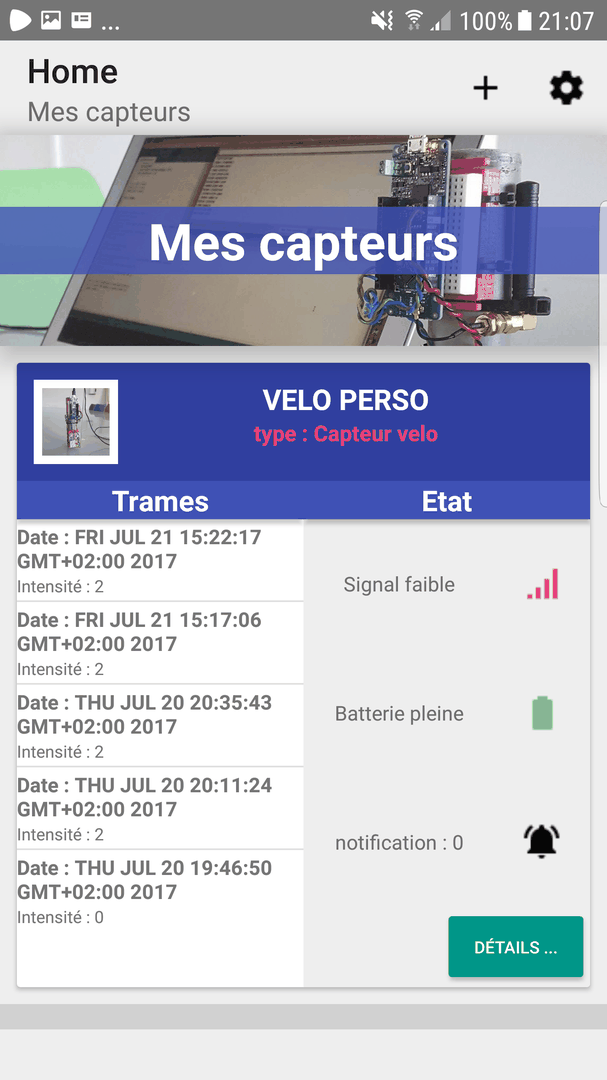 ... 100% 21:07
Home
Mes capteurs
Mes capteurs
VELO PERSO
type : Capteur velo
Trames Etat
Date : FRI JUL 21 15:22:17
GMT+02:00 2017
Intensité : 2
Date : FRI JUL 21 15:17:06
GMT+02:00 2017
Intensité : 2
Date : THU JUL 20 20:35:43
GMT+02:00 2017
Intensité : 2
Date : THU JUL 20 20:11:24
GMT+02:00 2017
Intensité : 2
Date : THU JUL 20 19:46:50
GMT+02:00 2017
Intensité : 0
Signal faible
Batterie pleine
notification : 0
DÉTAILS ...